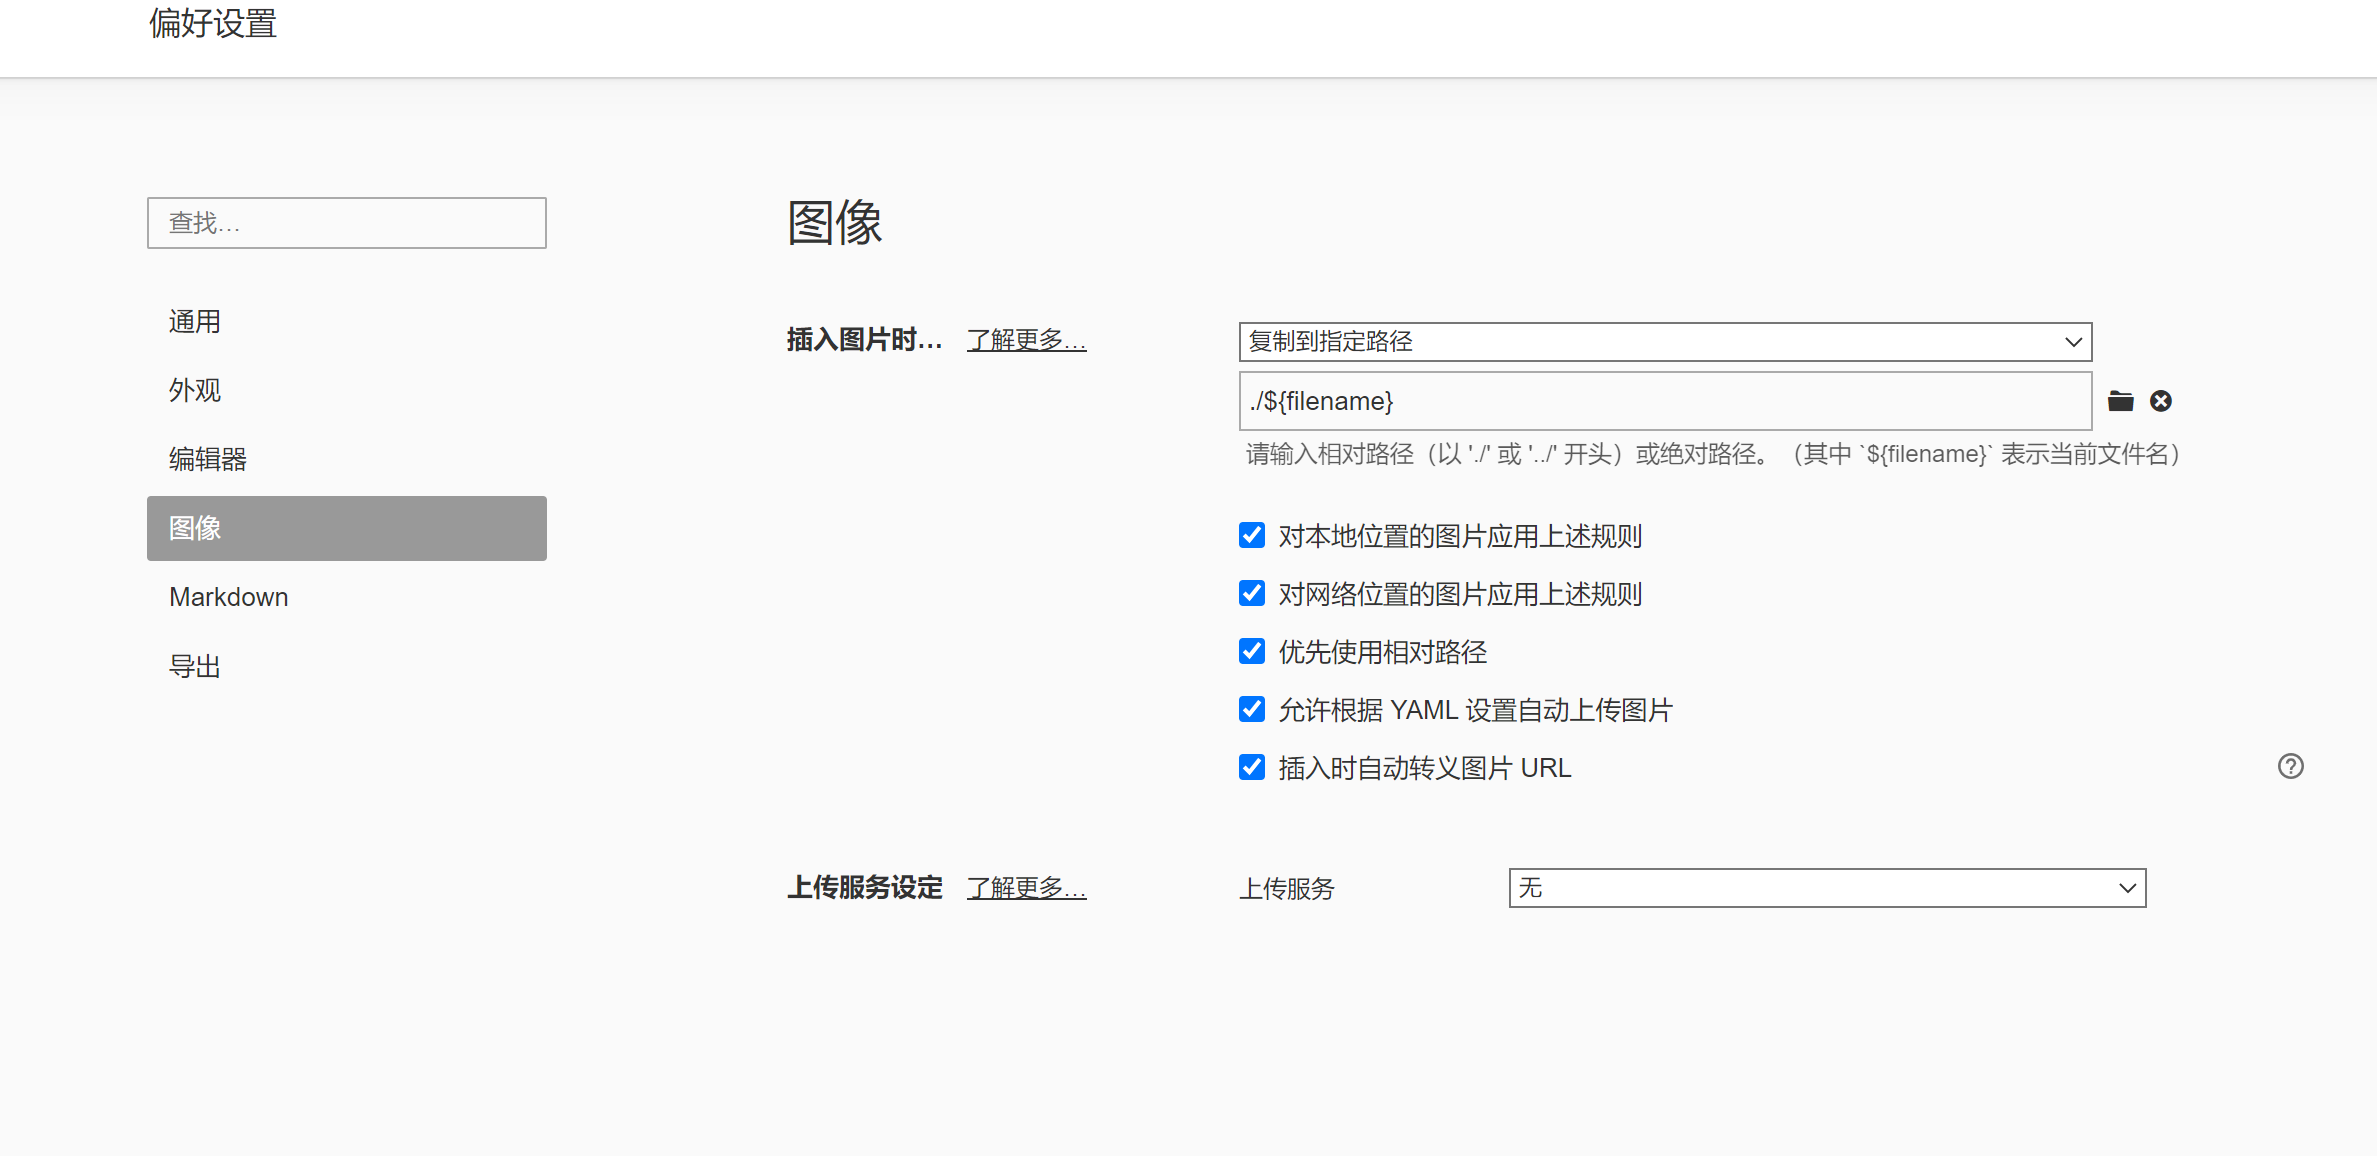 偏好设置
查找…
通用
外观
编辑器
图像
Markdown
导出
图像
插入图片时… 了解更多…
复制到指定路径
./${filename}
请输入相对路径（以 './' 或 '../' 开头）或绝对路径。（其中 `${filename}` 表示当前文件名）
对本地位置的图片应用上述规则
对网络位置的图片应用上述规则
优先使用相对路径
允许根据 YAML 设置自动上传图片
插入时自动转义图片 URL
上传服务设定 了解更多…
上传服务 无